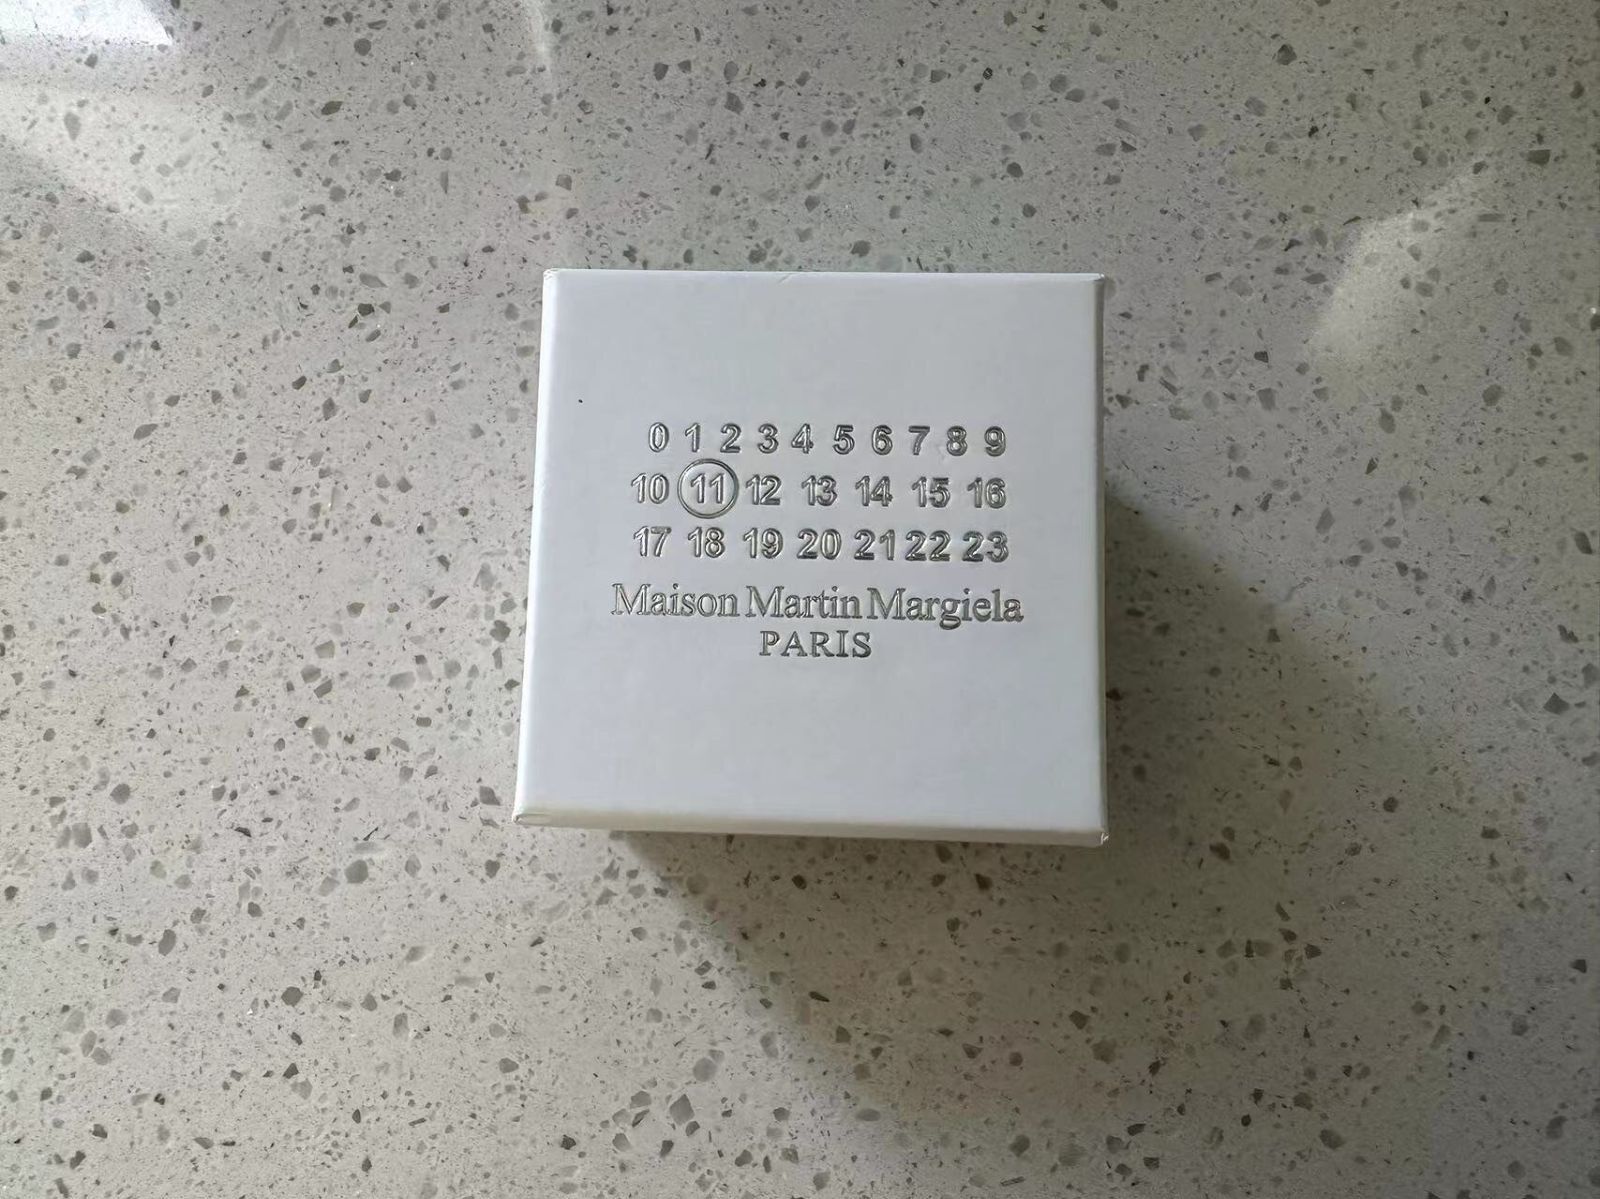 0 1 2 3 4 5 6 7 8 9
10 11 12 13 14 15 16
17 18 19 20 21 22 23
Maison Martin Margiela
PARIS